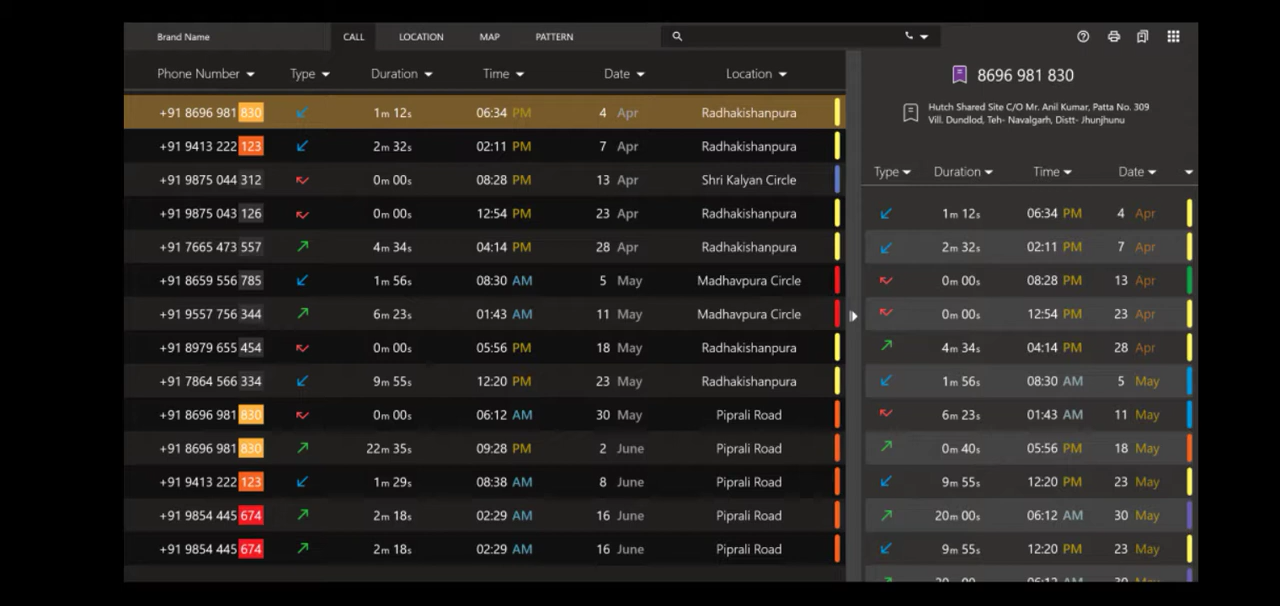 Brand Name CALL LOCATION MAP PATTERN
Phone Number Type Duration Time Date Location
+91 8696 981 830 1m 12s 06:34 PM 4 Apr Radhakishanpura
+91 9413 222 123 2m 32s 02:11 PM 7 Apr Radhakishanpura
+91 9875 044 312 0m 00s 08:28 PM 13 Apr Shri Kalyan Circle
+91 9875 043 126 0m 00s 12:54 PM 23 Apr Radhakishanpura
+91 7665 473 557 4m 34s 04:14 PM 28 Apr Radhakishanpura
+91 8659 556 785 1m 56s 08:30 AM 5 May Madhavpura Circle
+91 9557 756 344 6m 23s 01:43 AM 11 May Madhavpura Circle
+91 8979 655 454 0m 00s 05:56 PM 18 May Radhakishanpura
+91 7864 566 334 9m 55s 12:20 PM 23 May Radhakishanpura
+91 8696 981 830 0m 00s 06:12 AM 30 May Piprali Road
+91 8696 981 830 22m 35s 09:28 PM 2 June Piprali Road
+91 9413 222 123 1m 29s 08:38 AM 8 June Piprali Road
+91 9854 445 674 2m 18s 02:29 AM 16 June Piprali Road
+91 9854 445 674 2m 18s 02:29 AM 16 June Piprali Road
8696 981 830
Hutch Shared Site C/O Mr. Anil Kumar, Patta No. 309
Vill. Dundlod, Teh- Navalgarh, Distt- Jhunjhunu
Type Duration Time Date
1m 12s 06:34 PM 4 Apr
2m 32s 02:11 PM 7 Apr
0m 00s 08:28 PM 13 Apr
0m 00s 12:54 PM 23 Apr
4m 34s 04:14 PM 28 Apr
1m 56s 08:30 AM 5 May
6m 23s 01:43 AM 11 May
0m 40s 05:56 PM 18 May
9m 55s 12:20 PM 23 May
20m 00s 06:12 AM 30 May
9m 55s 12:20 PM 23 May